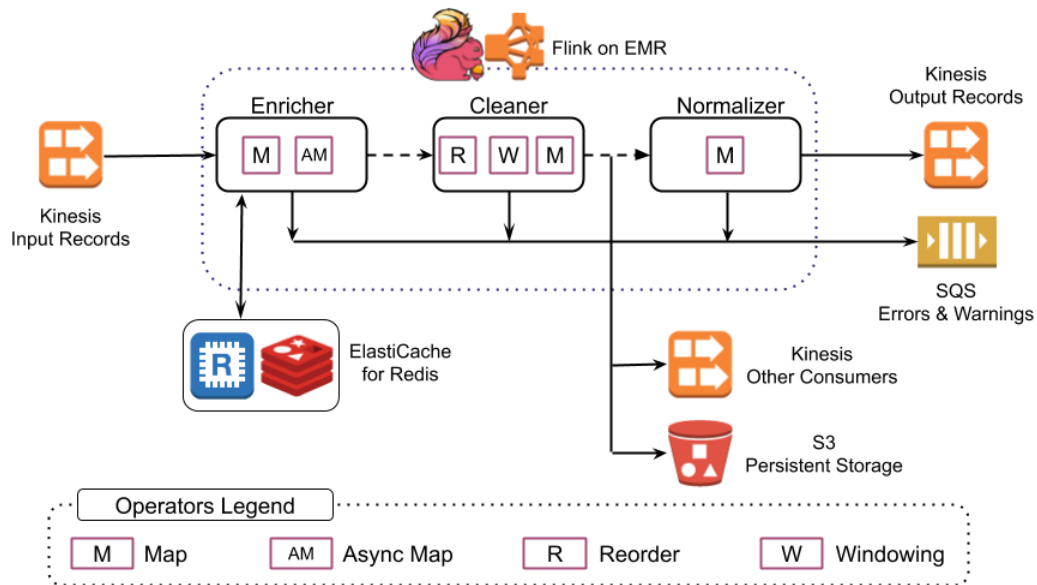 Flink on EMR
Kinesis
Output Records
Enricher
Cleaner
Normalizer
M
AM
R
W
M
M
Kinesis
Input Records
SQS
Errors & Warnings
R
ElastiCache
for Redis
Kinesis
Other Consumers
S3
Persistent Storage
Operators Legend
M Map
AM Async Map
R Reorder
W Windowing